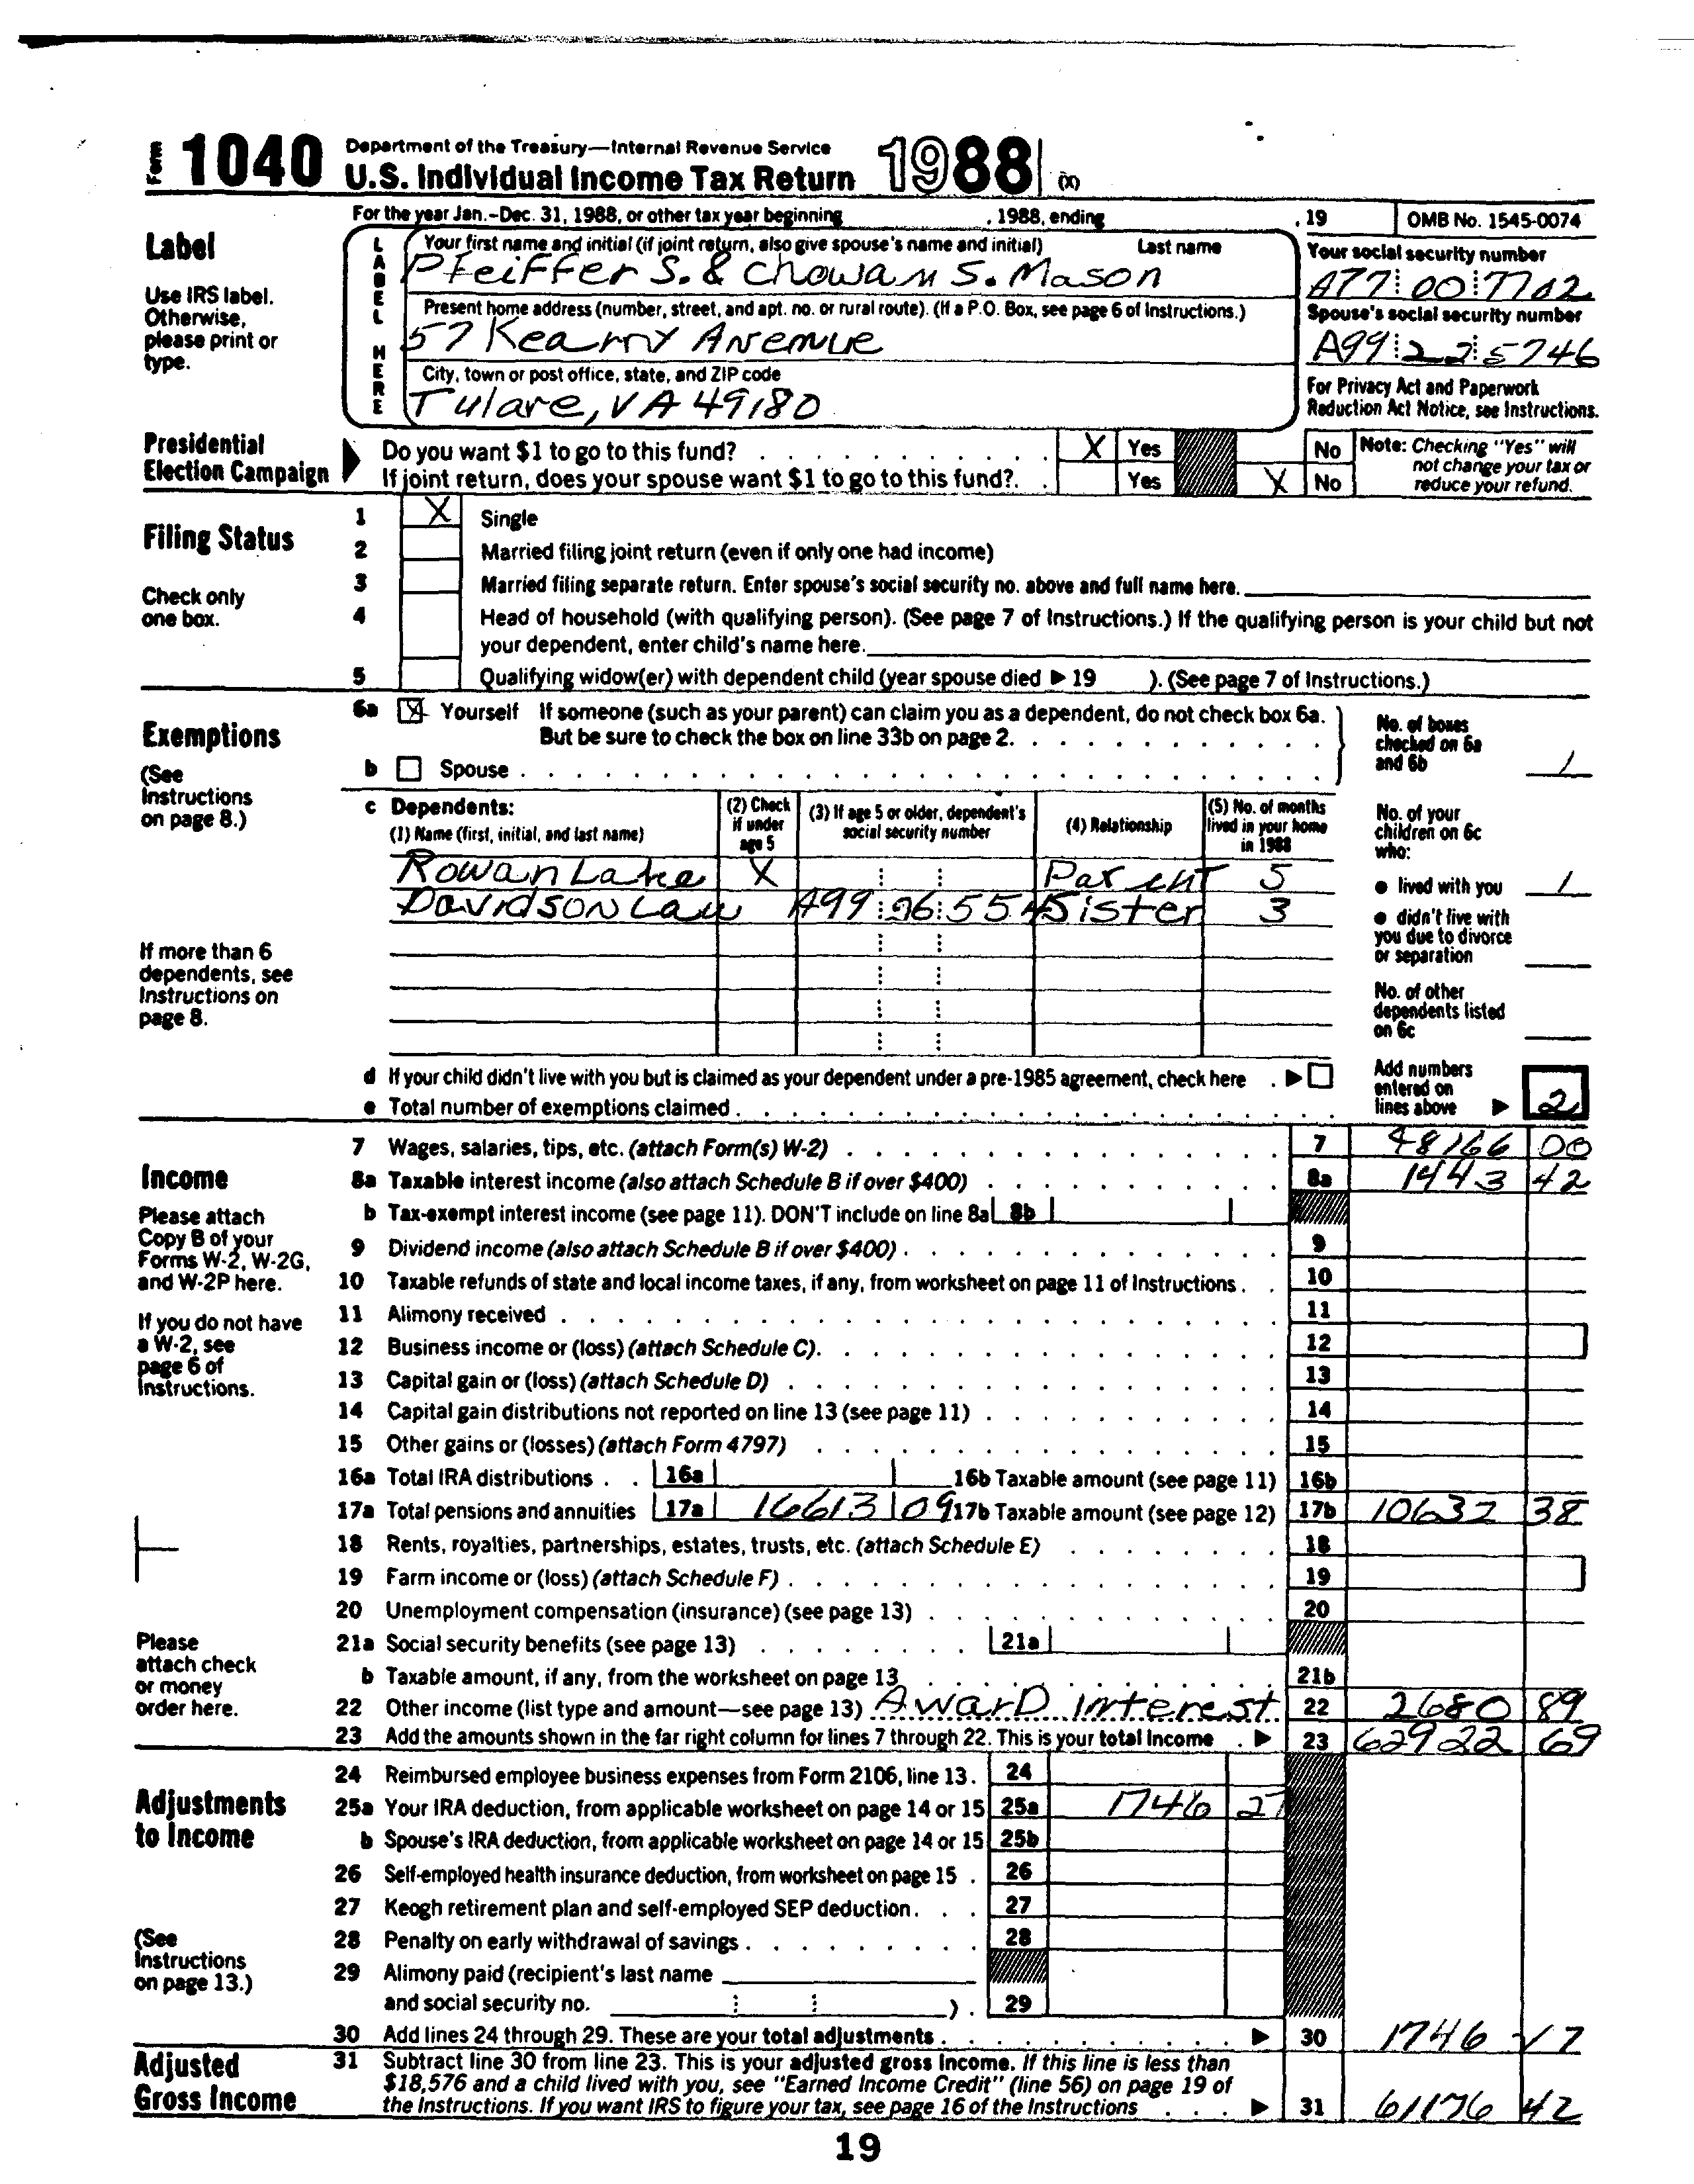 Form 1040 Department of the Treasury—Internal Revenue Service
U.S. Individual Income Tax Return 1988 (X)
For the year Jan.–Dec. 31, 1988, or other tax year beginning , 1988, ending , 19 OMB No. 1545-0074
Label
Use IRS label. Otherwise, please print or type.
LABEL HERE
Your first name and initial (if joint return, also give spouse's name and initial) Last name
Pfeiffer S. & Chowan S. Mason
Your social security number
A77 00 7702
Present home address (number, street, and apt. no. or rural route). (If a P.O. Box, see page 6 of Instructions.)
57 Kearny Avenue
Spouse's social security number
A99 22 5746
City, town or post office, state, and ZIP code
Tulare, VA 49180
For Privacy Act and Paperwork Reduction Act Notice, see Instructions.
Presidential Election Campaign
Do you want $1 to go to this fund? X Yes No
If joint return, does your spouse want $1 to go to this fund? Yes X No
Note: Checking "Yes" will not change your tax or reduce your refund.
Filing Status
Check only one box.
1 X Single
2 Married filing joint return (even if only one had income)
3 Married filing separate return. Enter spouse's social security no. above and full name here.
4 Head of household (with qualifying person). (See page 7 of Instructions.) If the qualifying person is your child but not
your dependent, enter child's name here.
5 Qualifying widow(er) with dependent child (year spouse died ▶ 19 ). (See page 7 of Instructions.)
Exemptions
(See Instructions on page 8.)
6a X Yourself If someone (such as your parent) can claim you as a dependent, do not check box 6a.
But be sure to check the box on line 33b on page 2.
b Spouse
No. of boxes checked on 6a and 6b 1
c Dependents:
(1) Name (first, initial, and last name)
(2) Check if under age 5
(3) If age 5 or older, dependent's social security number
(4) Relationship
(5) No. of months lived in your home in 1988
Rowan Lake X Parent 5
Davidson Law A99 96 5545 Sister 3
No. of your children on 6c who:
● lived with you 1
● didn't live with you due to divorce or separation
No. of other dependents listed on 6c
If more than 6 dependents, see Instructions on page 8.
d If your child didn't live with you but is claimed as your dependent under a pre-1985 agreement, check here ▶
e Total number of exemptions claimed
Add numbers entered on lines above ▶ 2
Income
Please attach Copy B of your Forms W-2, W-2G, and W-2P here.
If you do not have a W-2, see page 6 of Instructions.
Please attach check or money order here.
7 Wages, salaries, tips, etc. (attach Form(s) W-2) 7 48166 00
8a Taxable interest income (also attach Schedule B if over $400) 8a 1443 42
b Tax-exempt interest income (see page 11). DON'T include on line 8a 8b
9 Dividend income (also attach Schedule B if over $400) 9
10 Taxable refunds of state and local income taxes, if any, from worksheet on page 11 of Instructions 10
11 Alimony received 11
12 Business income or (loss) (attach Schedule C) 12
13 Capital gain or (loss) (attach Schedule D) 13
14 Capital gain distributions not reported on line 13 (see page 11) 14
15 Other gains or (losses) (attach Form 4797) 15
16a Total IRA distributions 16a 16b Taxable amount (see page 11) 16b
17a Total pensions and annuities 17a 16613 09 17b Taxable amount (see page 12) 17b 10632 38
18 Rents, royalties, partnerships, estates, trusts, etc. (attach Schedule E) 18
19 Farm income or (loss) (attach Schedule F) 19
20 Unemployment compensation (insurance) (see page 13) 20
21a Social security benefits (see page 13) 21a
b Taxable amount, if any, from the worksheet on page 13 21b
22 Other income (list type and amount—see page 13) Award interest 22 2680 89
23 Add the amounts shown in the far right column for lines 7 through 22. This is your total income ▶ 23 62922 69
Adjustments to Income
(See Instructions on page 13.)
24 Reimbursed employee business expenses from Form 2106, line 13. 24
25a Your IRA deduction, from applicable worksheet on page 14 or 15 25a 1746 27
b Spouse's IRA deduction, from applicable worksheet on page 14 or 15 25b
26 Self-employed health insurance deduction, from worksheet on page 15 26
27 Keogh retirement plan and self-employed SEP deduction 27
28 Penalty on early withdrawal of savings 28
29 Alimony paid (recipient's last name
and social security no. ) 29
30 Add lines 24 through 29. These are your total adjustments ▶ 30 1746 27
Adjusted Gross Income
31 Subtract line 30 from line 23. This is your adjusted gross income. If this line is less than
$18,576 and a child lived with you, see "Earned Income Credit" (line 56) on page 19 of
the Instructions. If you want IRS to figure your tax, see page 16 of the Instructions ▶ 31 61176 42
19